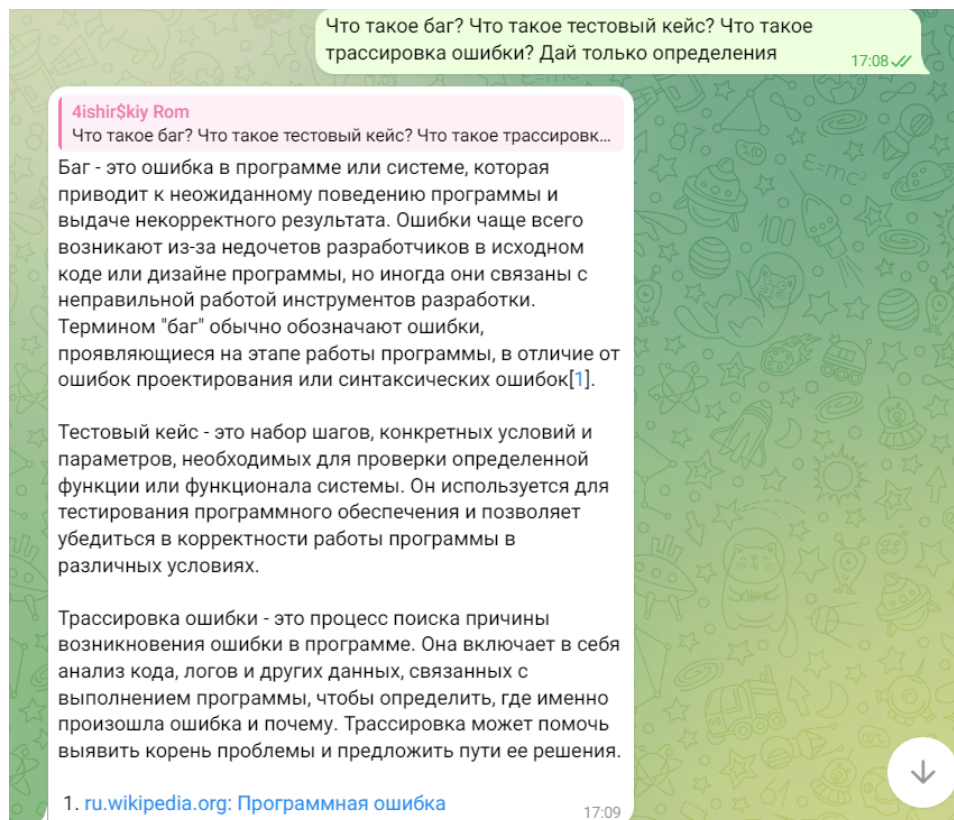 Что такое баг? Что такое тестовый кейс? Что такое
трассировка ошибки? Дай только определения
17:08
4ishir$kiy Rom
Что такое баг? Что такое тестовый кейс? Что такое трассировк...
Баг - это ошибка в программе или системе, которая
приводит к неожиданному поведению программы и
выдаче некорректного результата. Ошибки чаще всего
возникают из-за недочетов разработчиков в исходном
коде или дизайне программы, но иногда они связаны с
неправильной работой инструментов разработки.
Термином "баг" обычно обозначают ошибки,
проявляющиеся на этапе работы программы, в отличие от
ошибок проектирования или синтаксических ошибок[1].
Тестовый кейс - это набор шагов, конкретных условий и
параметров, необходимых для проверки определенной
функции или функционала системы. Он используется для
тестирования программного обеспечения и позволяет
убедиться в корректности работы программы в
различных условиях.
Трассировка ошибки - это процесс поиска причины
возникновения ошибки в программе. Она включает в себя
анализ кода, логов и других данных, связанных с
выполнением программы, чтобы определить, где именно
произошла ошибка и почему. Трассировка может помочь
выявить корень проблемы и предложить пути ее решения.
1. ru.wikipedia.org: Программная ошибка
17:09